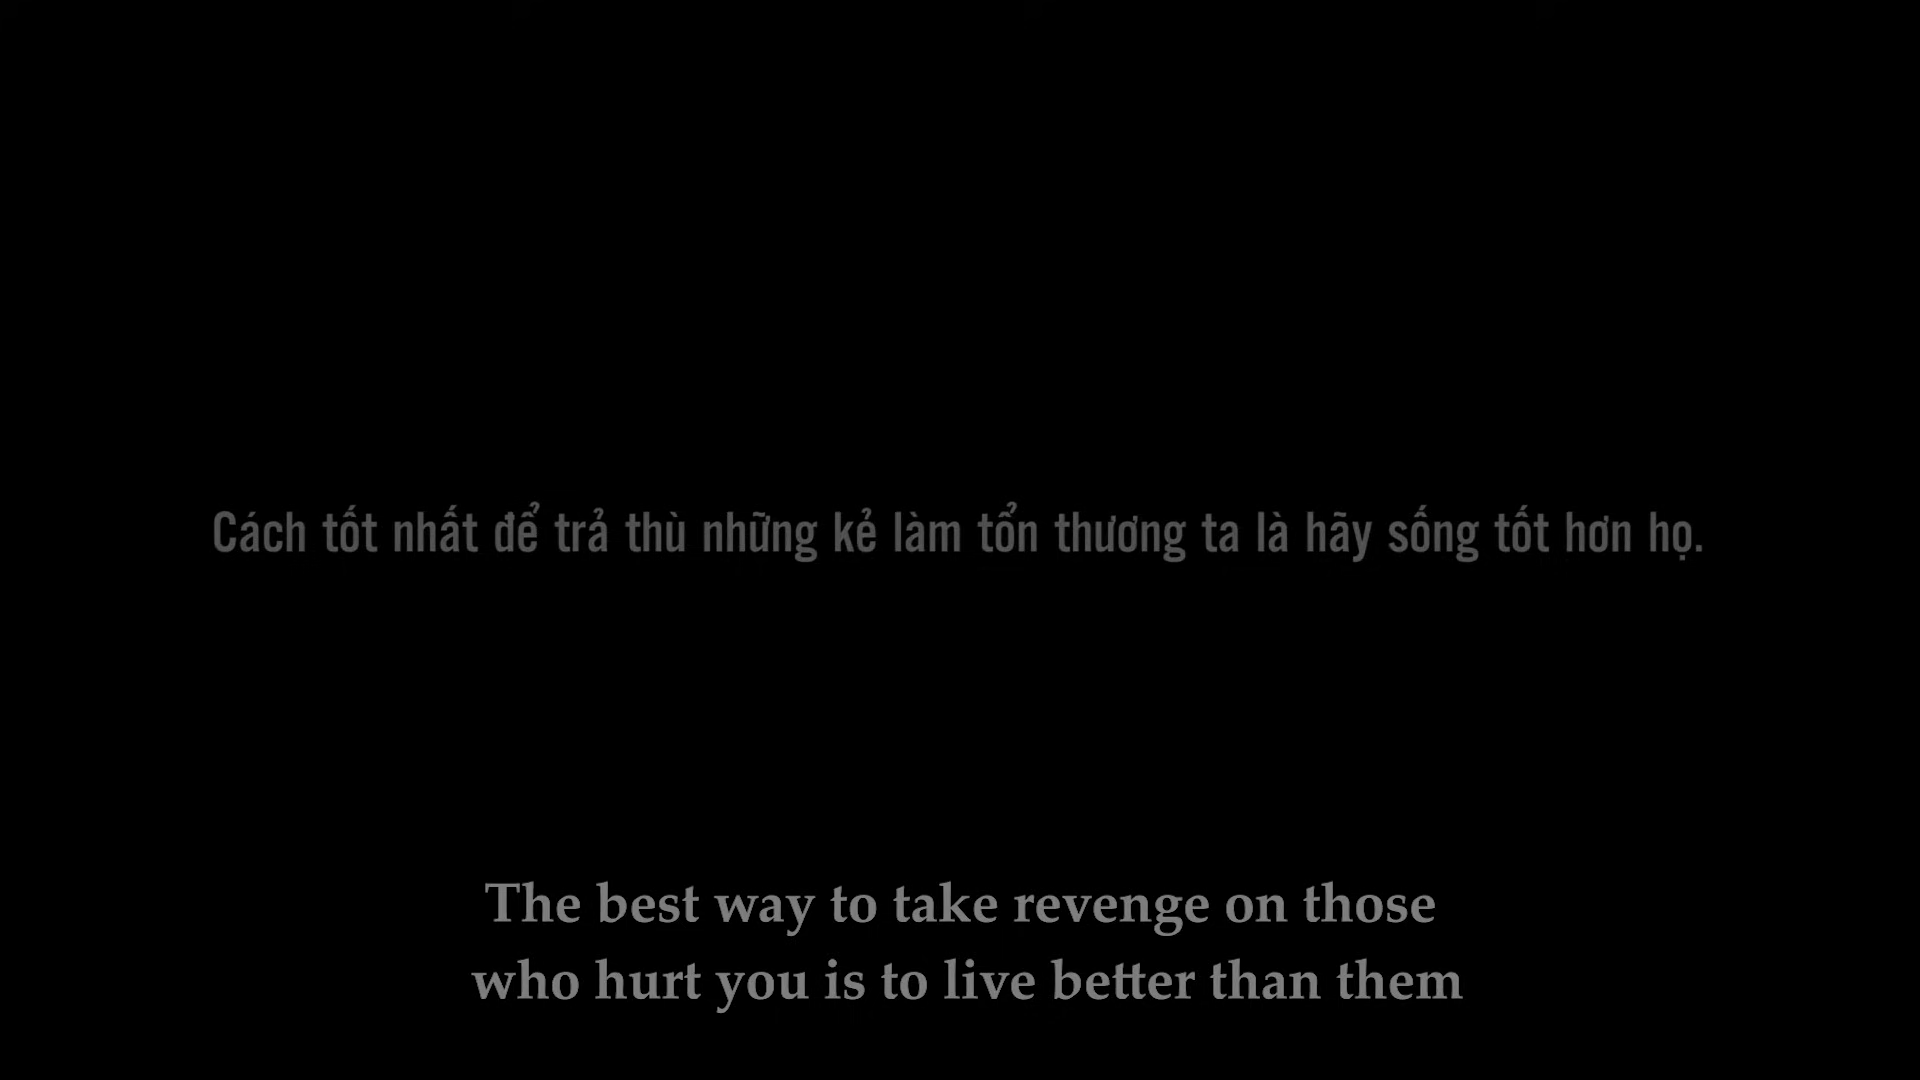 Cách tốt nhất để trả thù những kẻ làm tổn thương ta là hãy sống tốt hơn họ.
The best way to take revenge on those
who hurt you is to live better than them